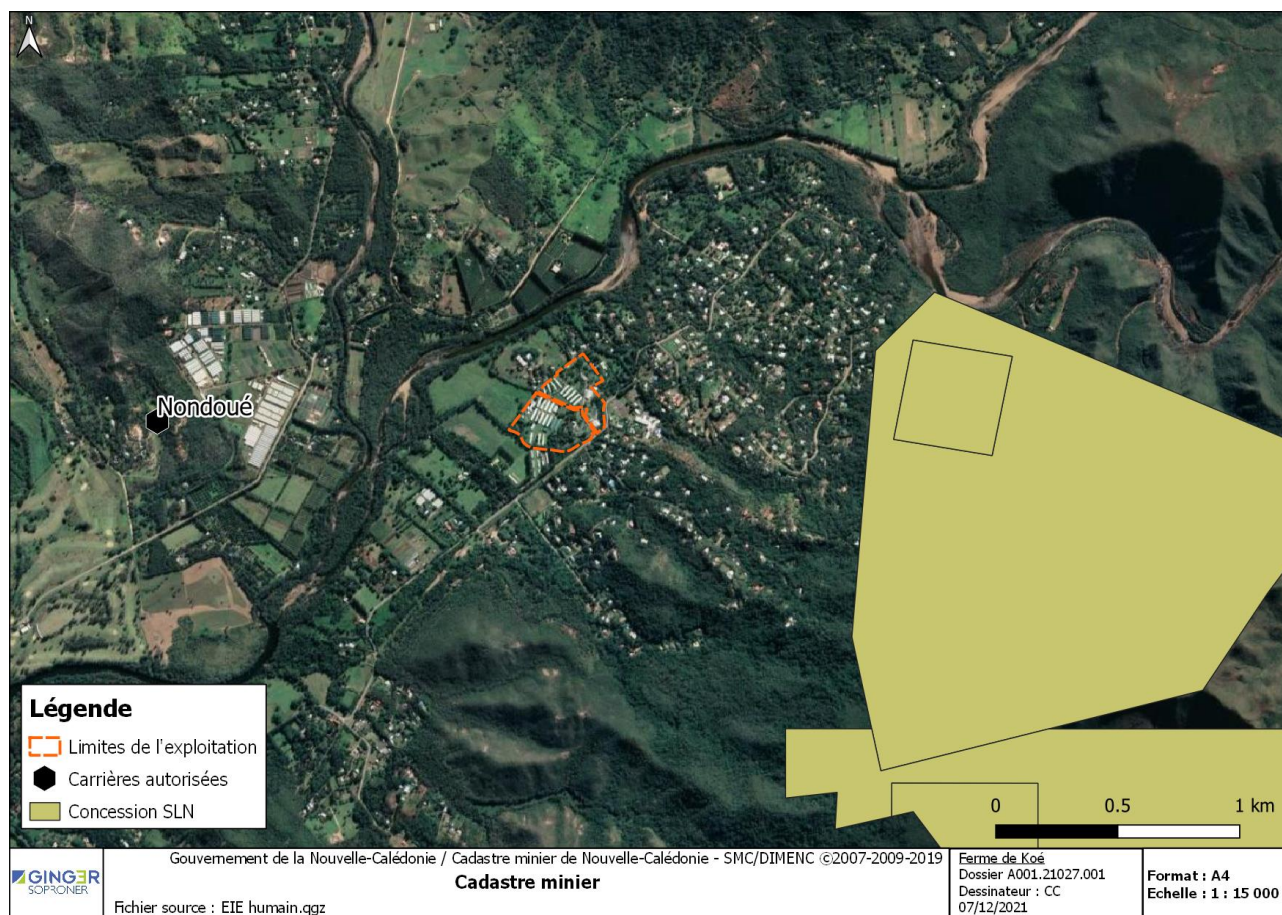 N
Nondoué
Légende
Limites de l'exploitation
Carrières autorisées
Concession SLN
0 0.5 1 km
GINGER
SOPRONER
Gouvernement de la Nouvelle-Calédonie / Cadastre minier de Nouvelle-Calédonie - SMC/DIMENC ©2007-2009-2019
Cadastre minier
Fichier source : EIE humain.qgz
Ferme de Koé
Dossier A001.21027.001
Dessinateur : CC
07/12/2021
Format : A4
Echelle : 1 : 15 000